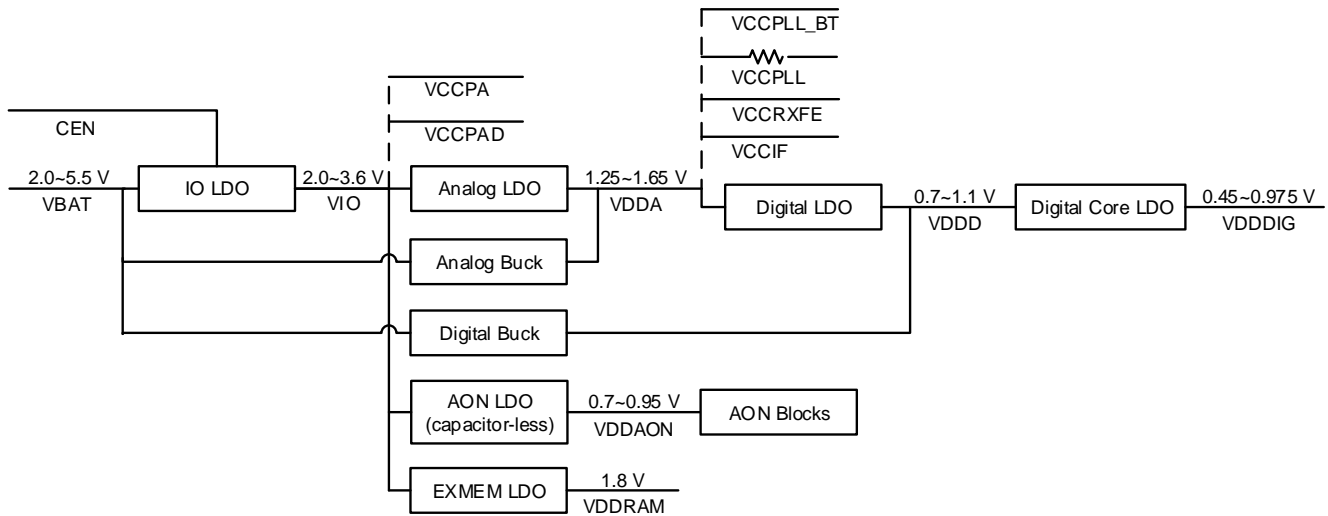 VCCPLL_BT
VCCPLL
VCCPA
VCCRXFE
CEN
VCCPAD
VCCIF
2.0~5.5 V
IO LDO
2.0~3.6 V
Analog LDO
1.25~1.65 V
VBAT
VIO
VDDA
Digital LDO
0.7~1.1 V
Digital Core LDO
0.45~0.975 V
VDDD
VDDDIG
Analog Buck
Digital Buck
AON LDO
(capacitor-less)
0.7~0.95 V
AON Blocks
VDDAON
EXMEM LDO
1.8 V
VDDRAM